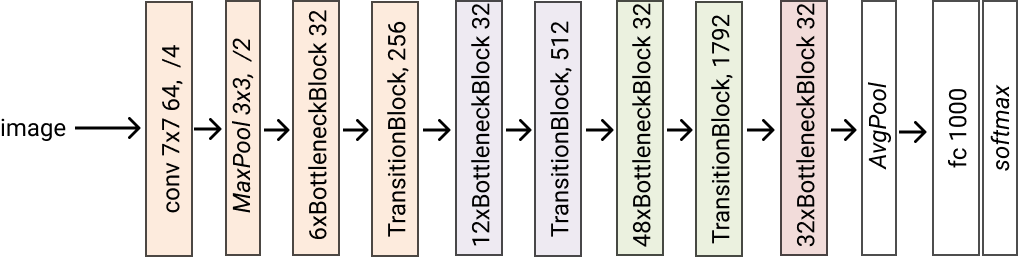 image
conv 7x7 64, /4
MaxPool 3x3, /2
6xBottleneckBlock 32
TransitionBlock, 256
12xBottleneckBlock 32
TransitionBlock, 512
48xBottleneckBlock 32
TransitionBlock, 1792
32xBottleneckBlock 32
AvgPool
fc 1000
softmax